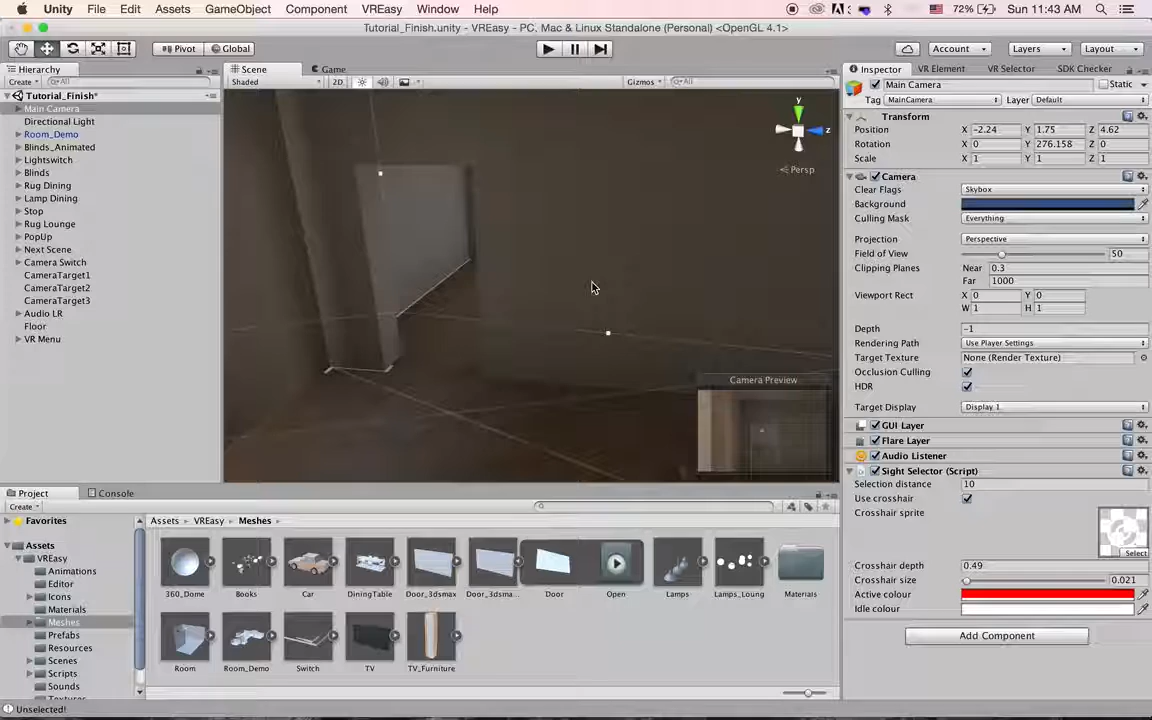 Unity File Edit Assets GameObject Component VREasy Window Help 72% Sun 11:43 AM
Tutorial_Finish.unity - VREasy - PC, Mac & Linux Standalone (Personal) <OpenGL 4.1>
Pivot Global Account Layers Layout
Hierarchy
Create All
Tutorial_Finish*
Main Camera
Directional Light
Room_Demo
Blinds_Animated
Lightswitch
Blinds
Rug Dining
Lamp Dining
Stop
Rug Lounge
PopUp
Next Scene
Camera Switch
CameraTarget1
CameraTarget2
CameraTarget3
Audio LR
Floor
VR Menu
Scene Game
Shaded 2D Gizmos All
y
z
Persp
Camera Preview
Inspector VR Element VR Selector SDK Checker
Main Camera Static
Tag MainCamera Layer Default
Transform
Position X -2.24 Y 1.75 Z 4.62
Rotation X 0 Y 276.158 Z 0
Scale X 1 Y 1 Z 1
Camera
Clear Flags Skybox
Background
Culling Mask Everything
Projection Perspective
Field of View 50
Clipping Planes Near 0.3
Far 1000
Viewport Rect X 0 Y 0
W 1 H 1
Depth -1
Rendering Path Use Player Settings
Target Texture None (Render Texture)
Occlusion Culling
HDR
Target Display Display 1
GUI Layer
Flare Layer
Audio Listener
Sight Selector (Script)
Selection distance 10
Use crosshair
Crosshair sprite
Select
Crosshair depth 0.49
Crosshair size 0.021
Active colour
Idle colour
Add Component
Project Console
Create
Favorites
Assets
VREasy
Animations
Editor
Icons
Materials
Meshes
Prefabs
Resources
Scenes
Scripts
Sounds
Textures
Assets VREasy Meshes
360_Dome Books Car DiningTable Door_3dsmax Door_3dsma... Door Open Lamps Lamps_Loung Materials
Room Room_Demo Switch TV TV_Furniture
Unselected!